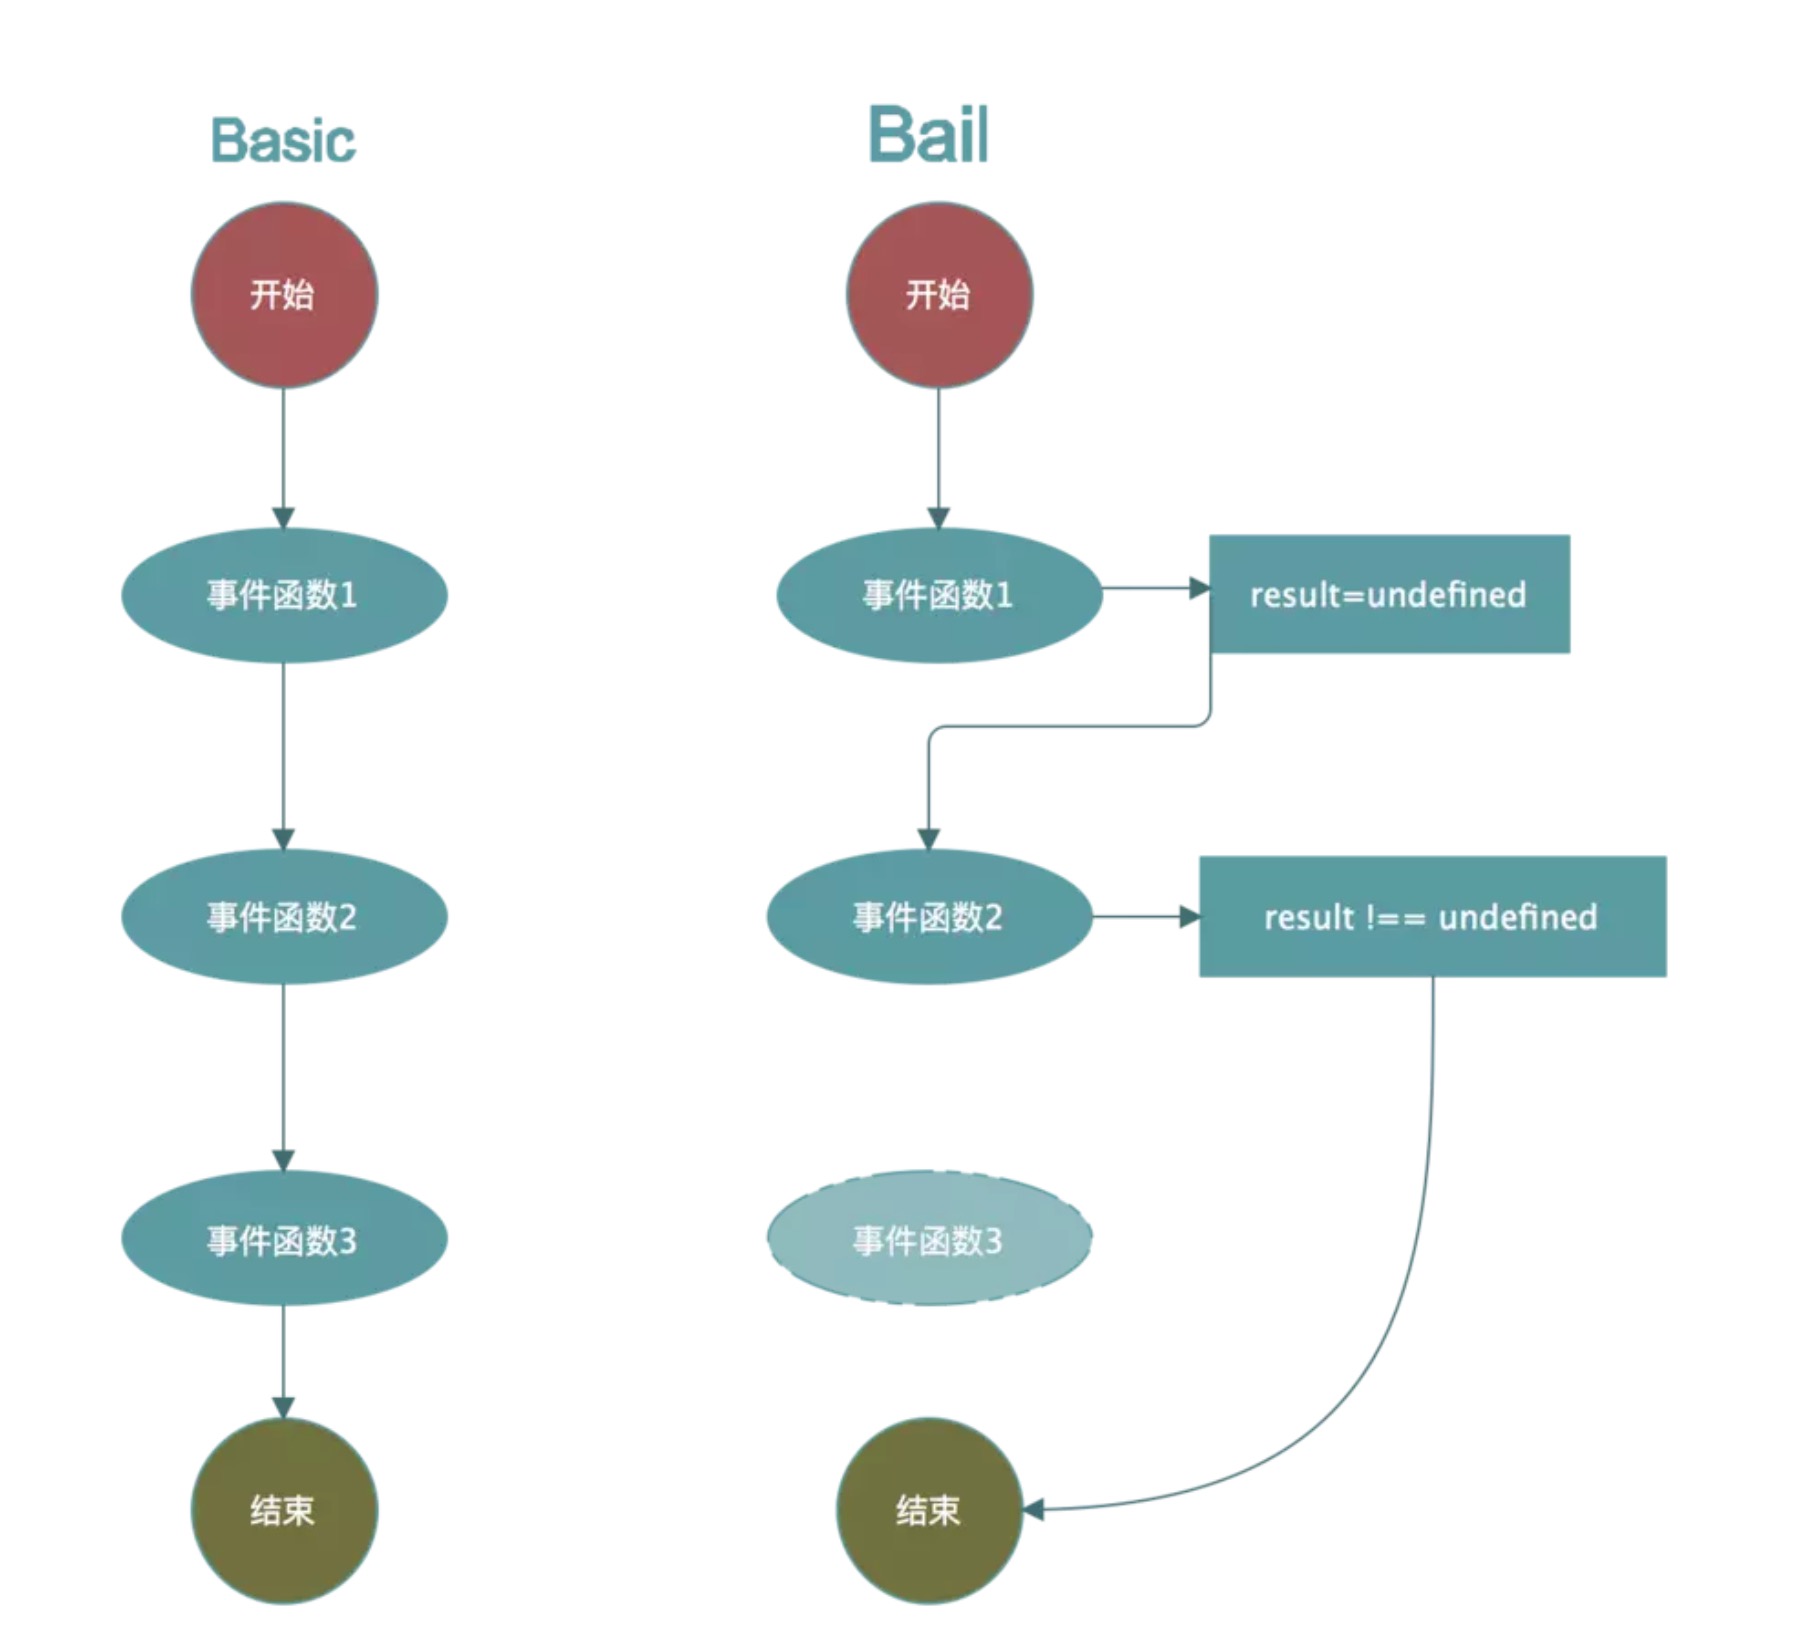 Basic
开始
事件函数1
事件函数2
事件函数3
结束
Bail
开始
事件函数1
result=undefined
事件函数2
result !== undefined
事件函数3
结束